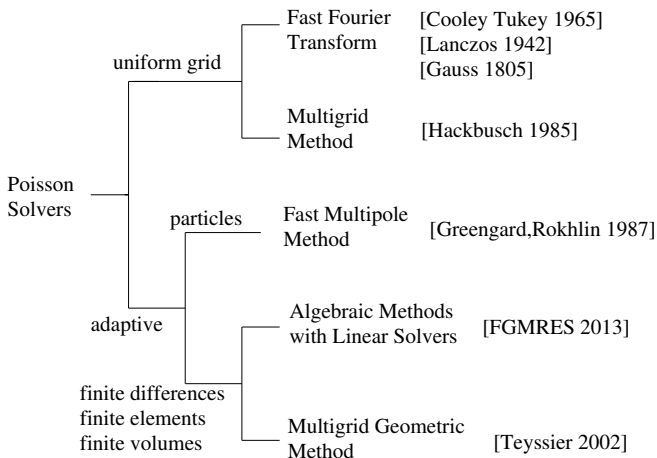 Fast Fourier
Transform
[Cooley Tukey 1965]
[Lanczos 1942]
[Gauss 1805]
uniform grid
Multigrid
Method
[Hackbusch 1985]
Poisson
Solvers
particles
Fast Multipole
Method
[Greengard,Rokhlin 1987]
adaptive
Algebraic Methods
with Linear Solvers
[FGMRES 2013]
finite differences
finite elements
finite volumes
Multigrid Geometric
Method
[Teyssier 2002]